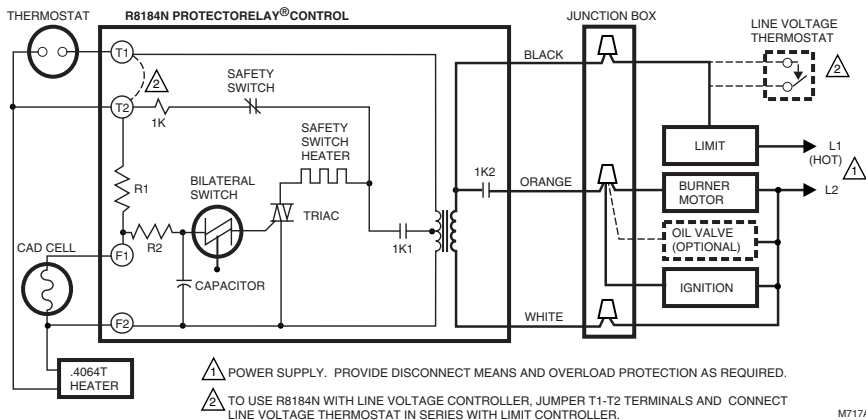 THERMOSTAT
R8184N PROTECTORELAY® CONTROL
JUNCTION BOX
LINE VOLTAGE
THERMOSTAT
T1
BLACK
2
SAFETY
SWITCH
2
T2
1K
SAFETY
SWITCH
HEATER
LIMIT
L1
(HOT)
1
R1
BILATERAL
SWITCH
1K2
ORANGE
BURNER
MOTOR
L2
TRIAC
R2
1K1
OIL VALVE
(OPTIONAL)
CAD CELL
F1
CAPACITOR
IGNITION
F2
WHITE
.4064T
HEATER
1 POWER SUPPLY. PROVIDE DISCONNECT MEANS AND OVERLOAD PROTECTION AS REQUIRED.
2 TO USE R8184N WITH LINE VOLTAGE CONTROLLER, JUMPER T1-T2 TERMINALS AND CONNECT
LINE VOLTAGE THERMOSTAT IN SERIES WITH LIMIT CONTROLLER.
M717A